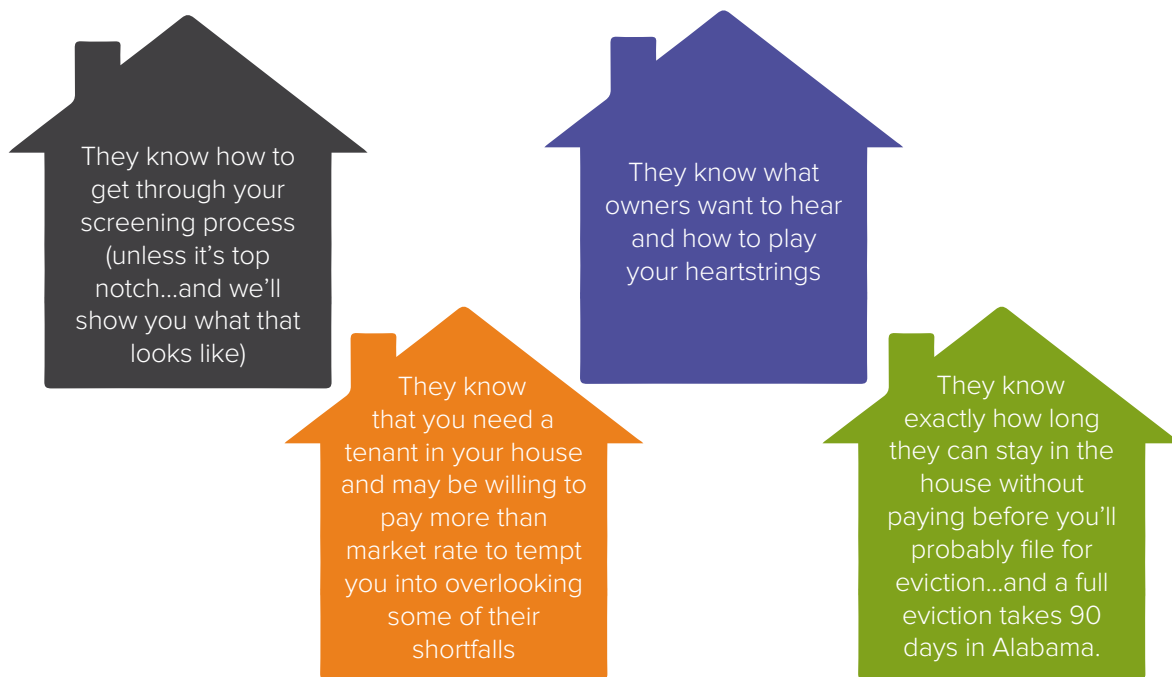 They know how to
get through your
screening process
(unless it’s top
notch...and we’ll
show you what that
looks like)
They know what
owners want to hear
and how to play
your heartstrings
They know
that you need a
tenant in your house
and may be willing to
pay more than
market rate to tempt
you into overlooking
some of their
shortfalls
They know
exactly how long
they can stay in the
house without
paying before you’ll
probably file for
eviction...and a full
eviction takes 90
days in Alabama.